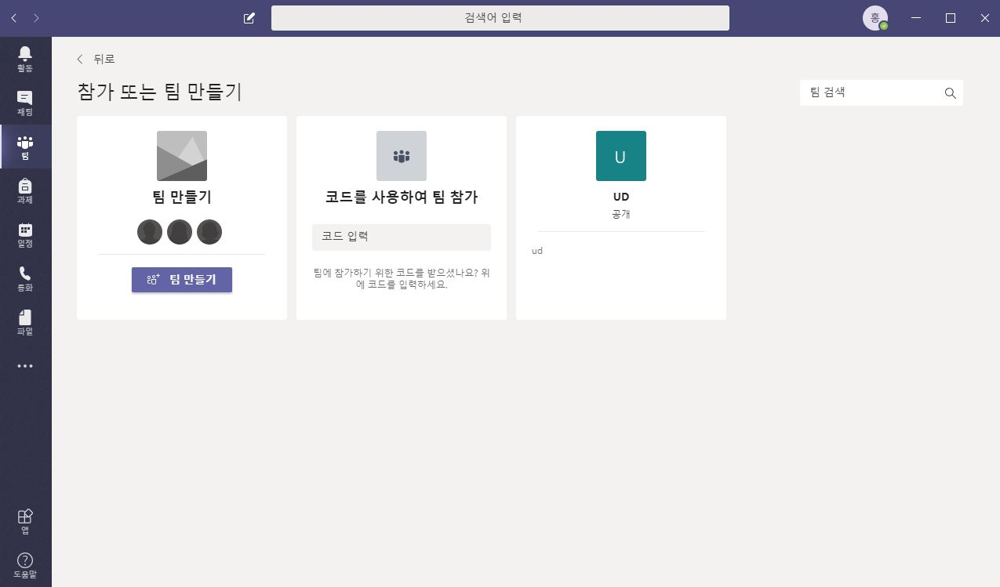 검색어 입력
홍
활동
채팅
팀
과제
일정
통화
파일
앱
도움말
뒤로
참가 또는 팀 만들기
팀 검색
팀 만들기
팀 만들기
코드를 사용하여 팀 참가
코드 입력
팀에 참가하기 위한 코드를 받으셨나요? 위
에 코드를 입력하세요.
U
UD
공개
ud